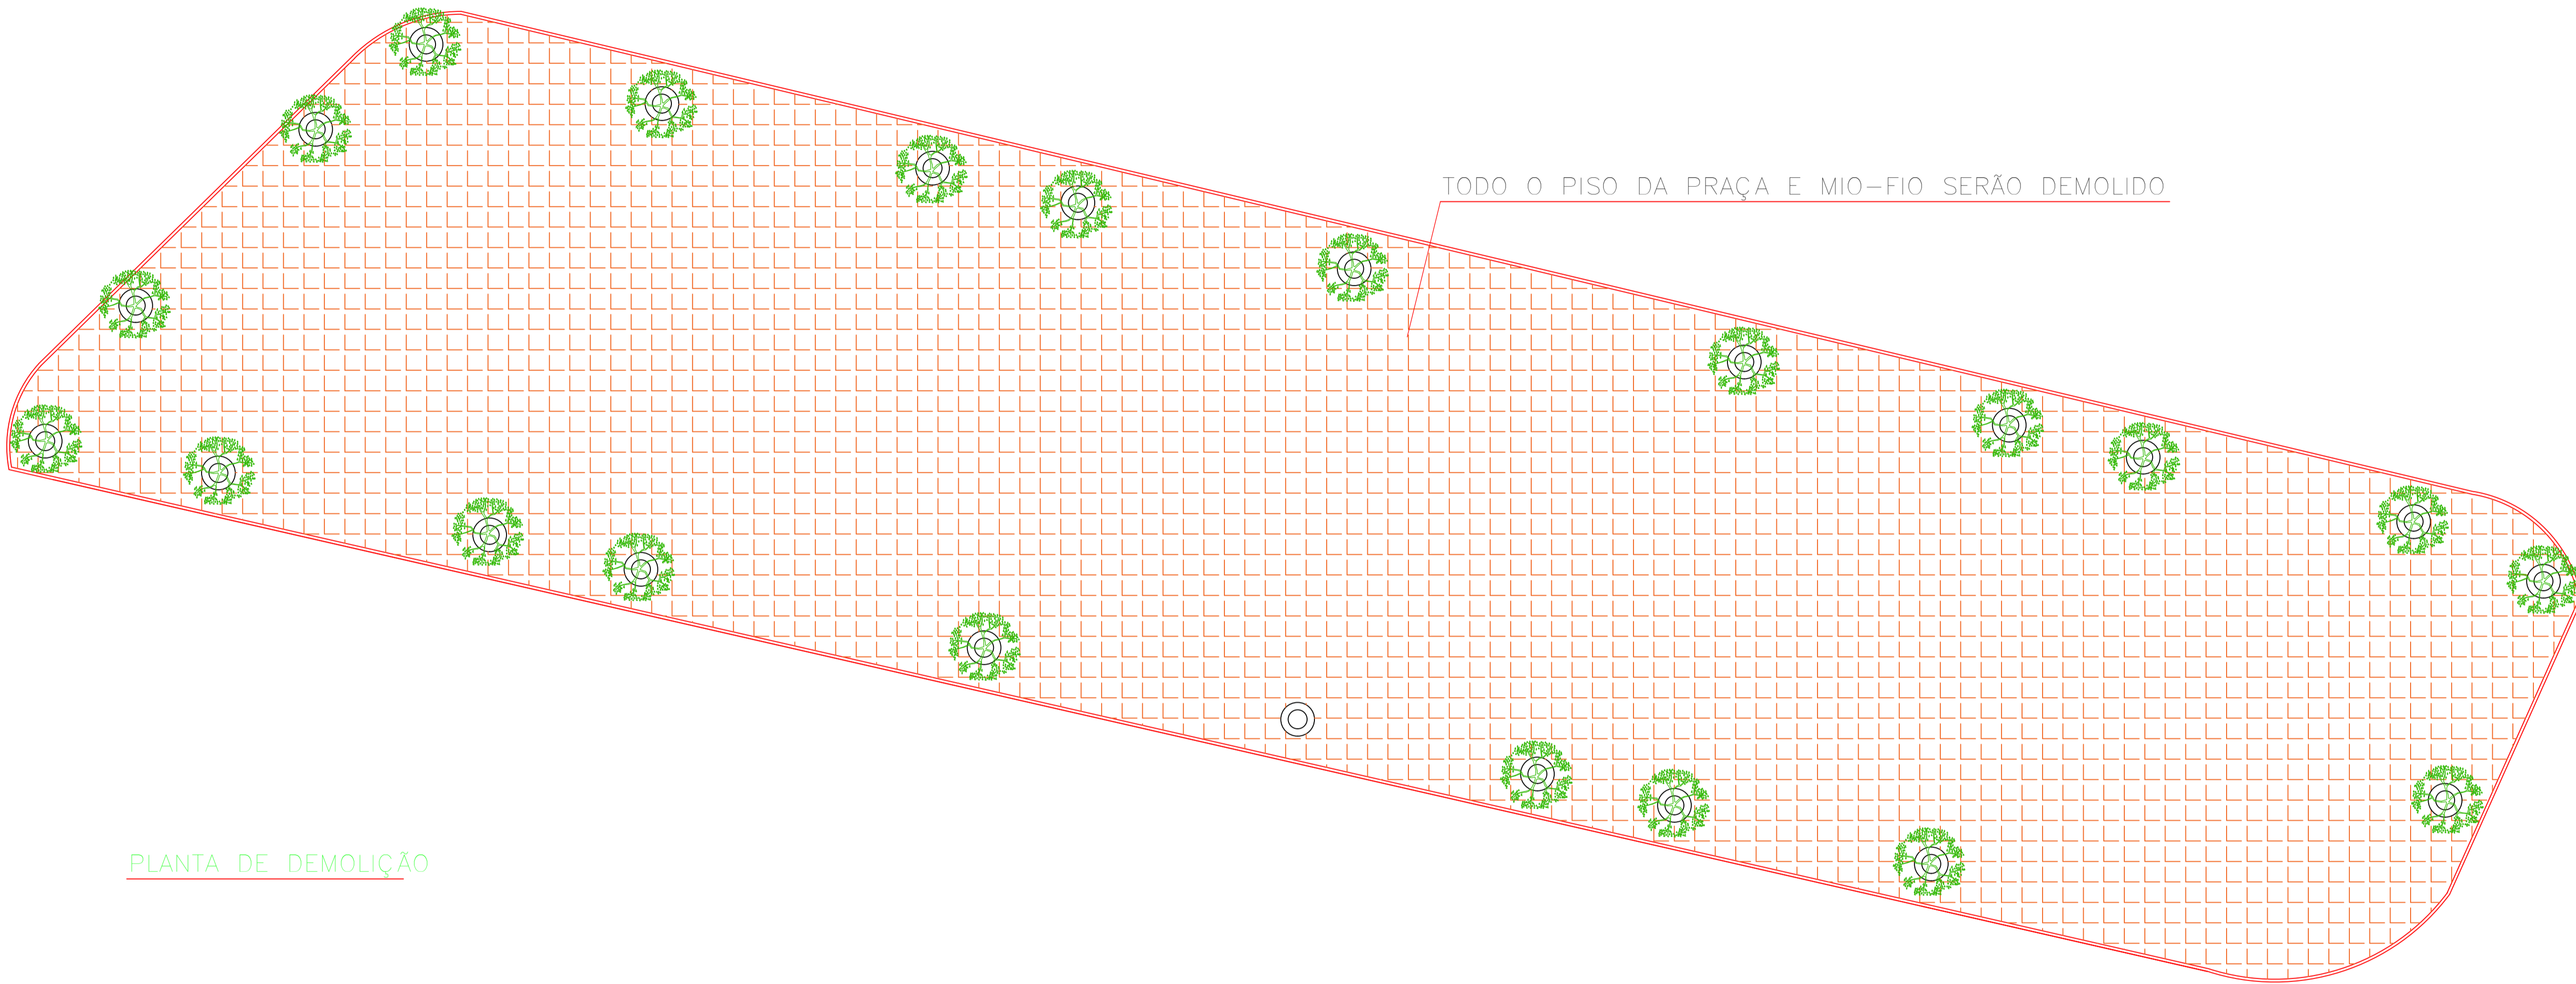 TODO O PISO DA PRAÇA E MIO-FIO SERÃO DEMOLIDO
PLANTA DE DEMOLIÇÃO